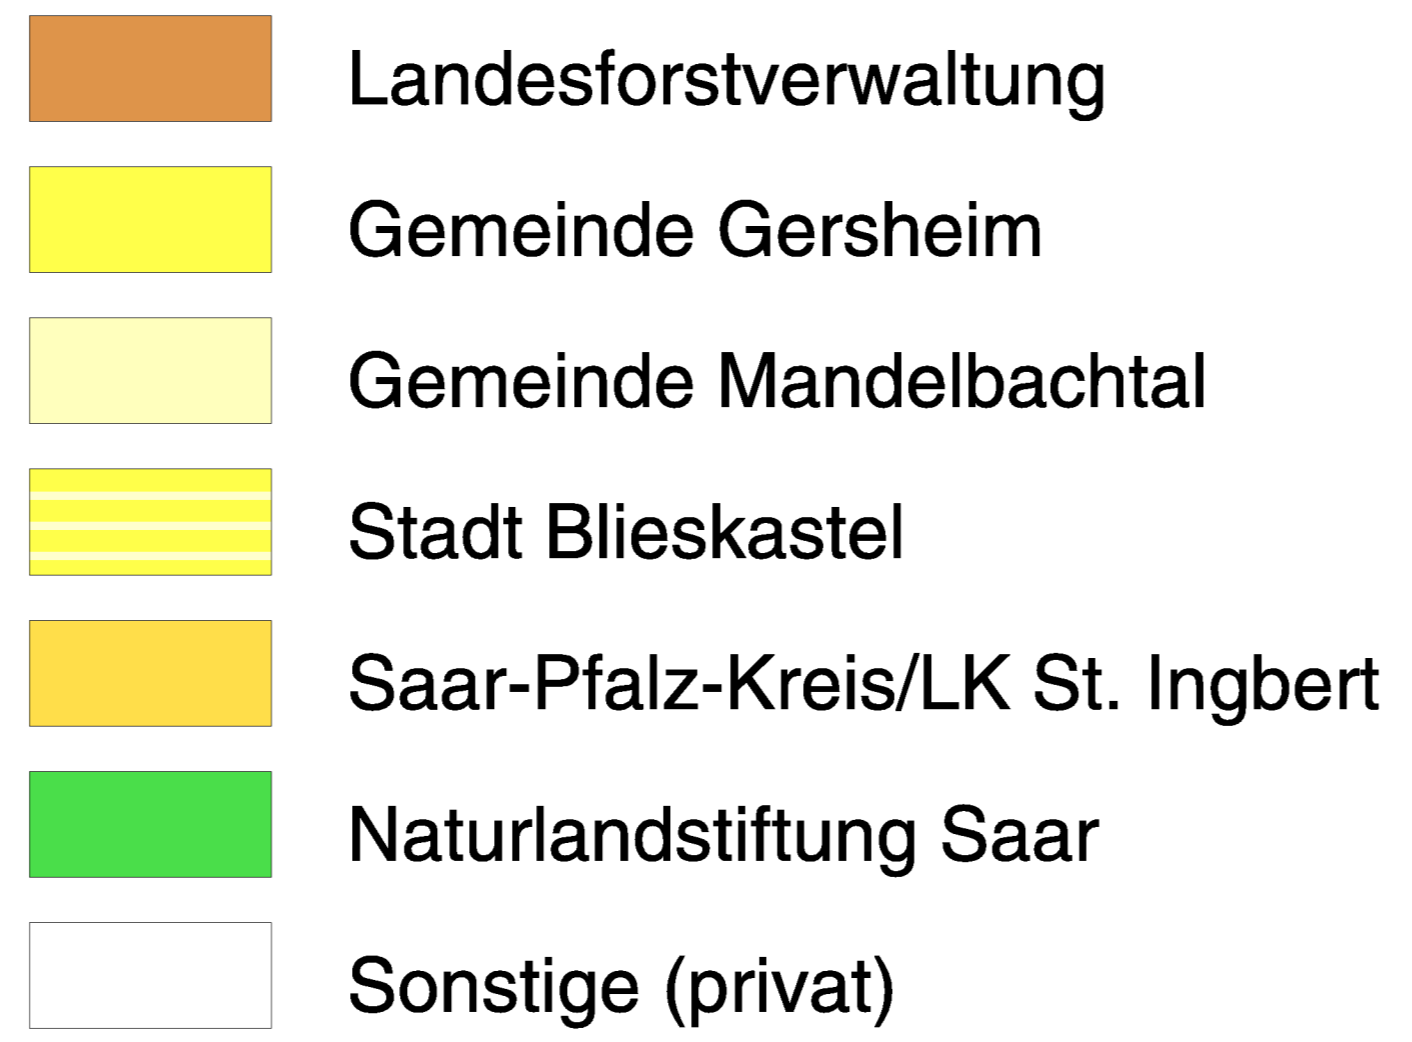 Landesforstverwaltung
Gemeinde Gersheim
Gemeinde Mandelbachtal
Stadt Blieskastel
Saar-Pfalz-Kreis/LK St. Ingbert
Naturlandstiftung Saar
Sonstige (privat)